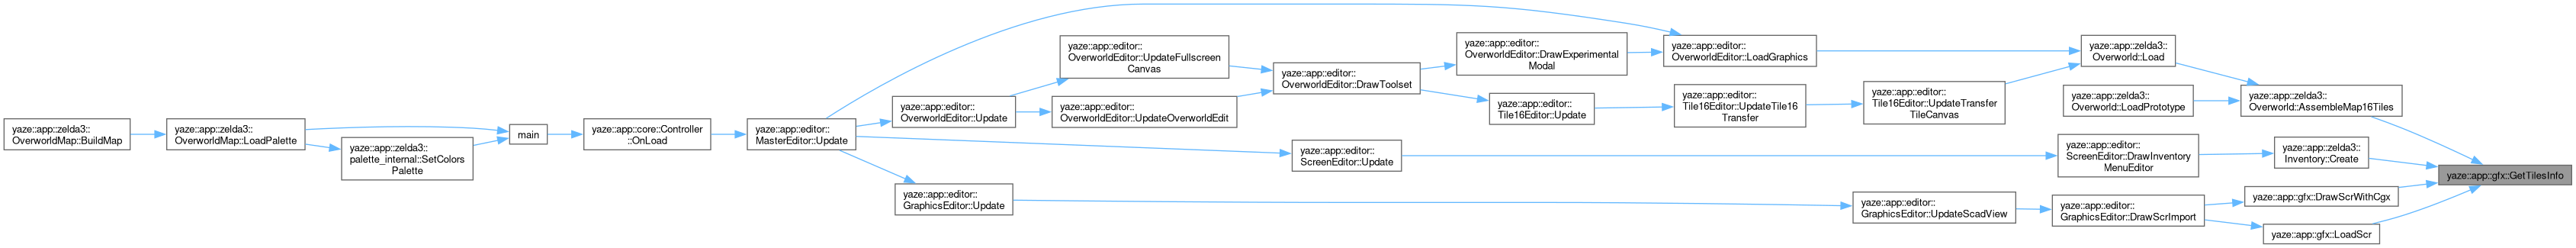 yaze::app::zelda3::
OverworldMap::BuildMap
yaze::app::zelda3::
OverworldMap::LoadPalette
yaze::app::zelda3::
palette_internal::SetColors
Palette
main
yaze::app::core::Controller
::OnLoad
yaze::app::editor::
MasterEditor::Update
yaze::app::editor::
OverworldEditor::Update
yaze::app::editor::
GraphicsEditor::Update
yaze::app::editor::
OverworldEditor::UpdateFullscreen
Canvas
yaze::app::editor::
OverworldEditor::UpdateOverworldEdit
yaze::app::editor::
OverworldEditor::DrawToolset
yaze::app::editor::
ScreenEditor::Update
yaze::app::editor::
OverworldEditor::DrawExperimental
Modal
yaze::app::editor::
Tile16Editor::Update
yaze::app::editor::
OverworldEditor::LoadGraphics
yaze::app::editor::
Tile16Editor::UpdateTile16
Transfer
yaze::app::editor::
Tile16Editor::UpdateTransfer
TileCanvas
yaze::app::editor::
GraphicsEditor::UpdateScadView
yaze::app::zelda3::
Overworld::Load
yaze::app::zelda3::
Overworld::LoadPrototype
yaze::app::editor::
ScreenEditor::DrawInventory
MenuEditor
yaze::app::editor::
GraphicsEditor::DrawScrImport
yaze::app::zelda3::
Overworld::AssembleMap16Tiles
yaze::app::zelda3::
Inventory::Create
yaze::app::gfx::DrawScrWithCgx
yaze::app::gfx::LoadScr
yaze::app::gfx::GetTilesInfo